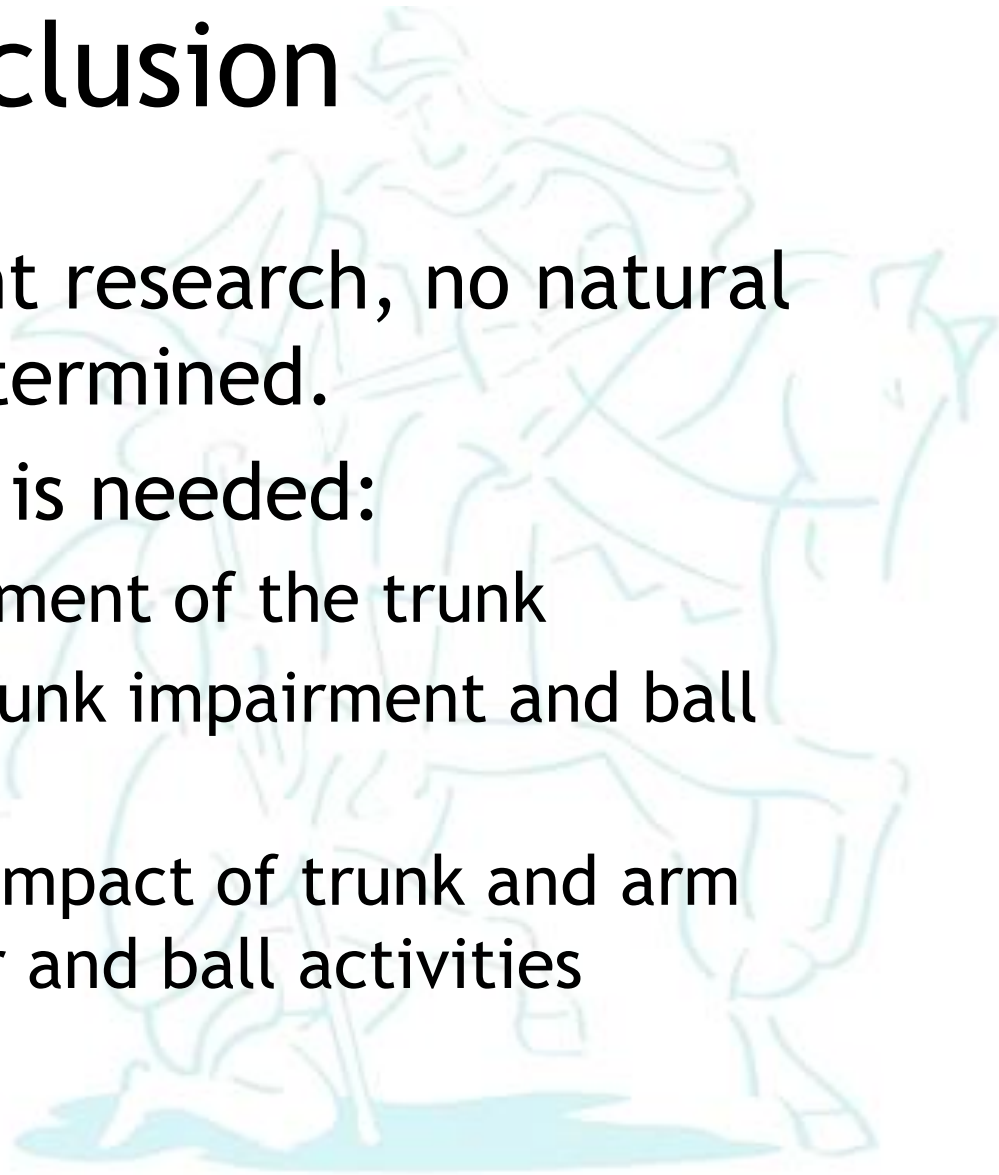 clusion
nt research, no natural
termined.
is needed:
ment of the trunk
unk impairment and ball
mpact of trunk and arm
r and ball activities